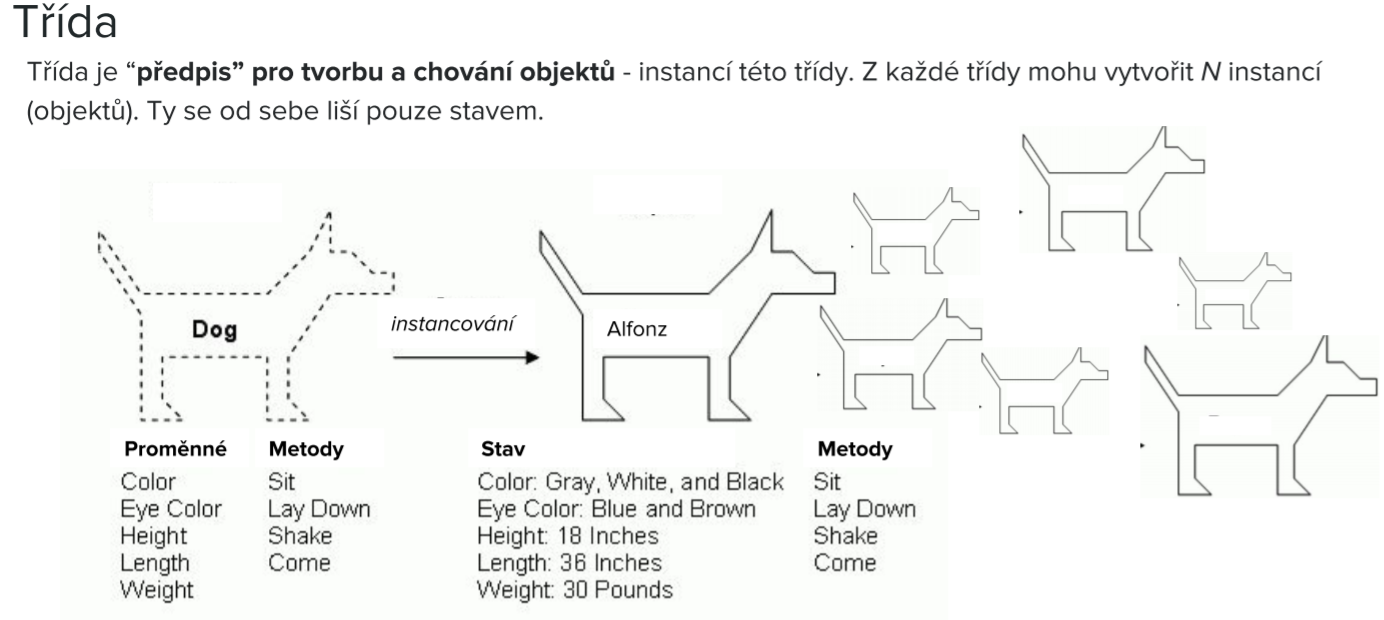 Třída
Třída je “předpis” pro tvorbu a chování objektů - instancí této třídy. Z každé třídy mohu vytvořit N instancí
(objektů). Ty se od sebe liší pouze stavem.
Dog
instancování
Alfonz
Proměnné
Color
Eye Color
Height
Length
Weight
Metody
Sit
Lay Down
Shake
Come
Stav
Color: Gray, White, and Black
Eye Color: Blue and Brown
Height: 18 Inches
Length: 36 Inches
Weight: 30 Pounds
Metody
Sit
Lay Down
Shake
Come